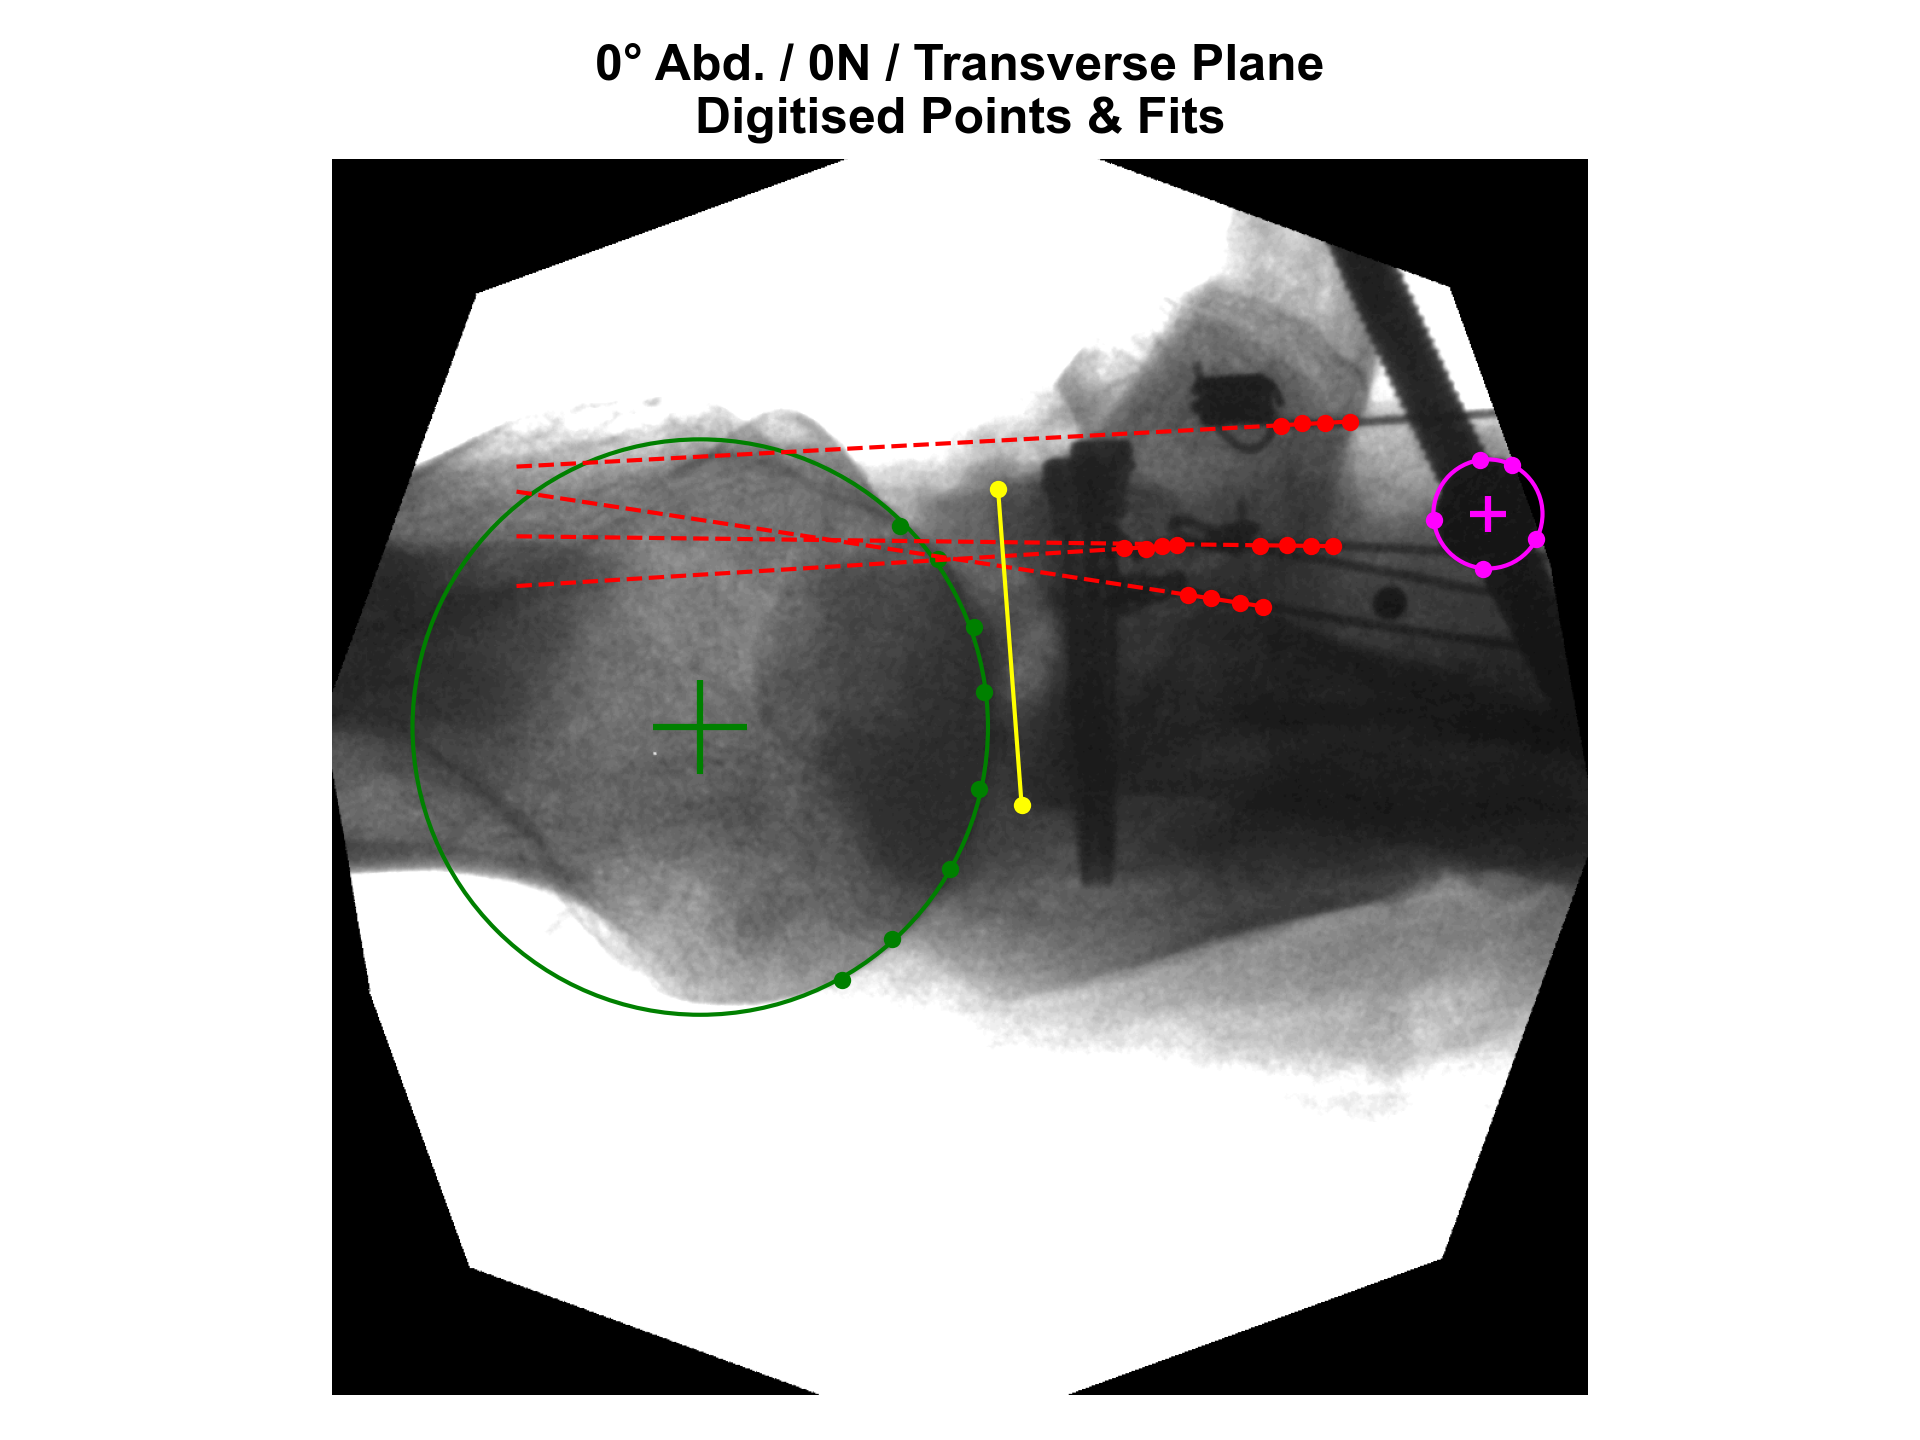 0° Abd. / 0N / Transverse Plane
Digitised Points & Fits